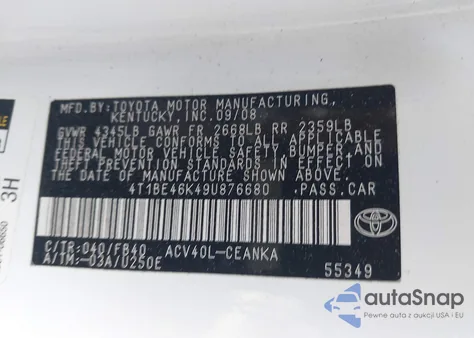 MFD.BY:TOYOTA MOTOR MANUFACTURING,
KENTUCKY, INC.09/08
GVWR 4345LB GAWR FR 2668LB RR 2359LB
THIS VEHICLE CONFORMS TO ALL APPLICABLE
FEDERAL MOTOR VEHICLE SAFETY, BUMPER, AND
THEFT PREVENTION STANDARDS IN EFFECT ON
THE DATE OF MANUFACTURE SHOWN ABOVE.
4T1BE46K49U876680 PASS.CAR
C/TR:040/FB40 ACV40L-CEANKA
A/TM:-03A/U250E
55349
TOYOTA
3H
autoSnap
Pewne auta z aukcji USA i EU